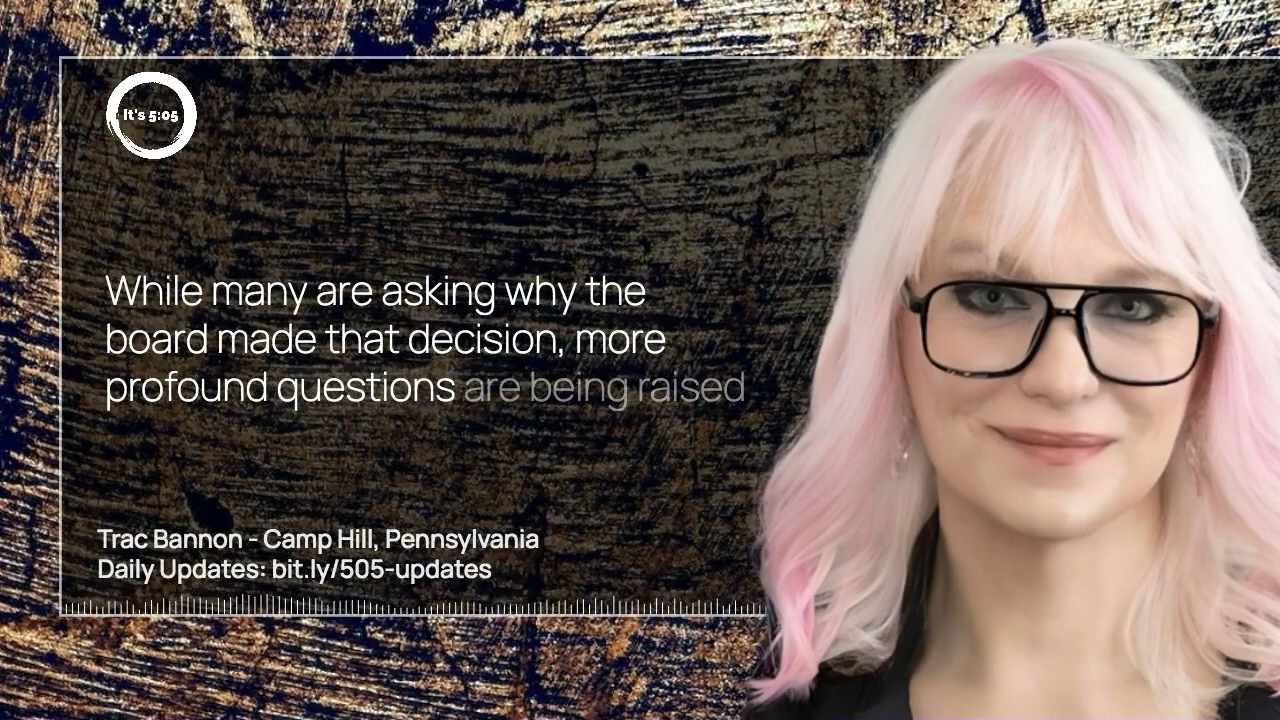 It's 5:05
While many are asking why the
board made that decision, more
profound questions are being raised
Trac Bannon - Camp Hill, Pennsylvania
Daily Updates: bit.ly/505-updates